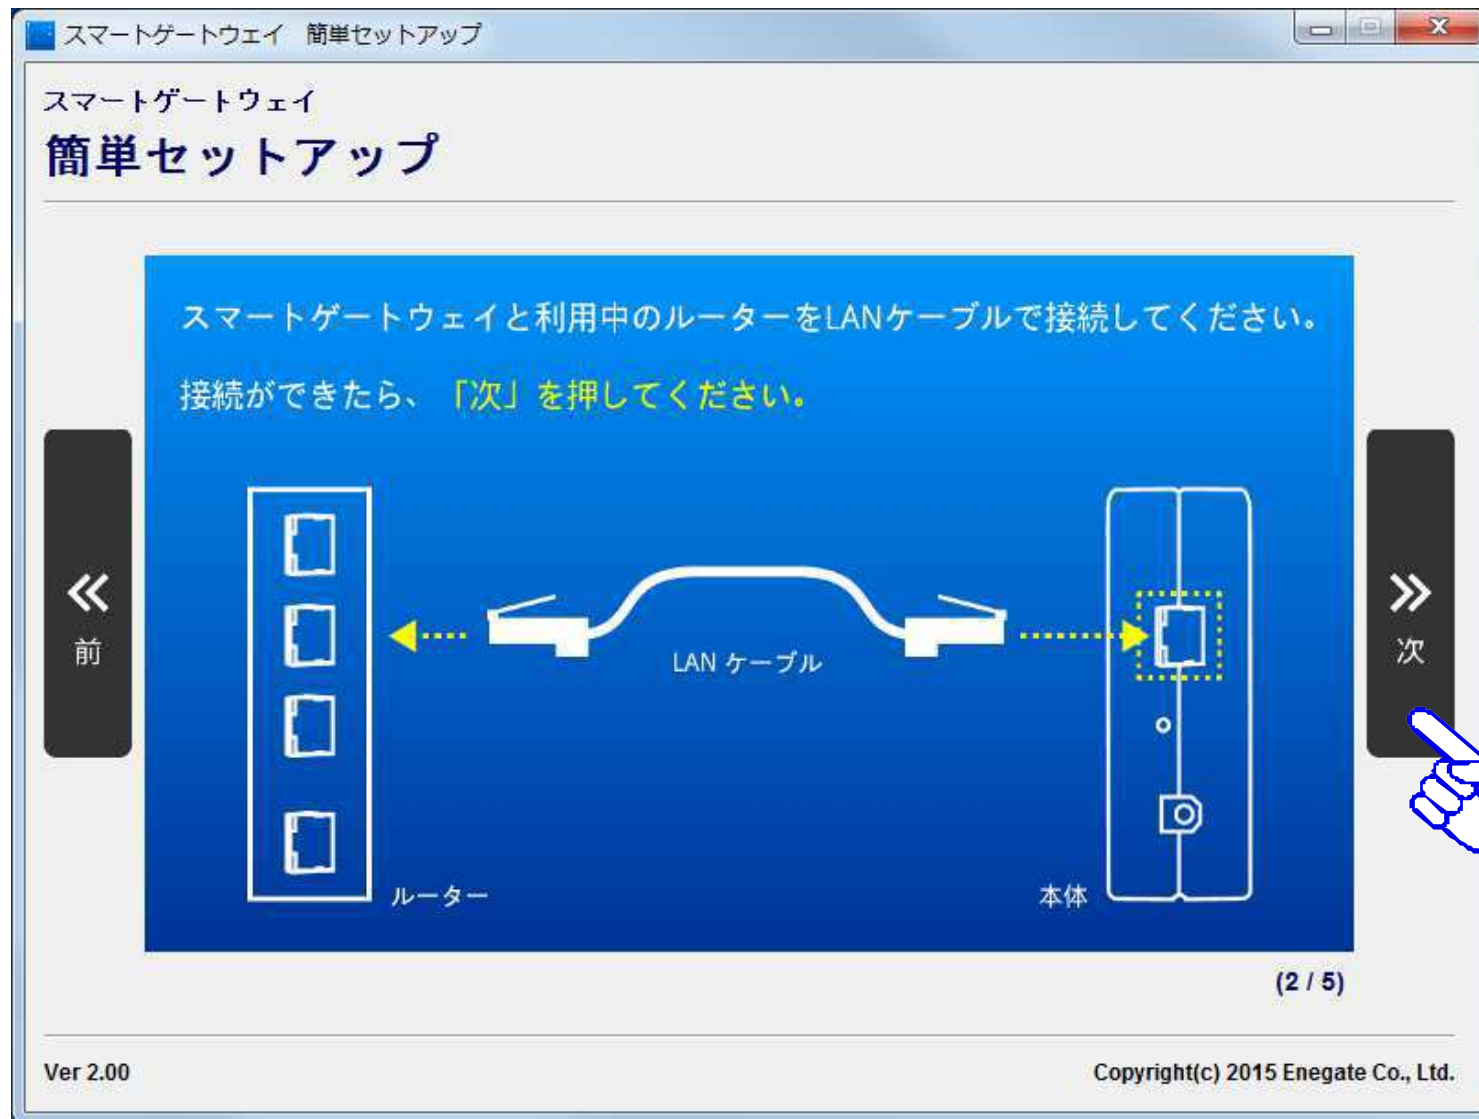 スマートゲートウエイ 簡単セットアップ
スマートゲートウェイ
簡単セットアップ
スマートゲートウェイと利用中のルーターをLANケーブルで接続してください。
接続ができたら、「次」を押してください。
前
次
LAN ケーブル
ルーター
本体
(2 / 5)
Ver 2.00
Copyright(c) 2015 Enegate Co., Ltd.